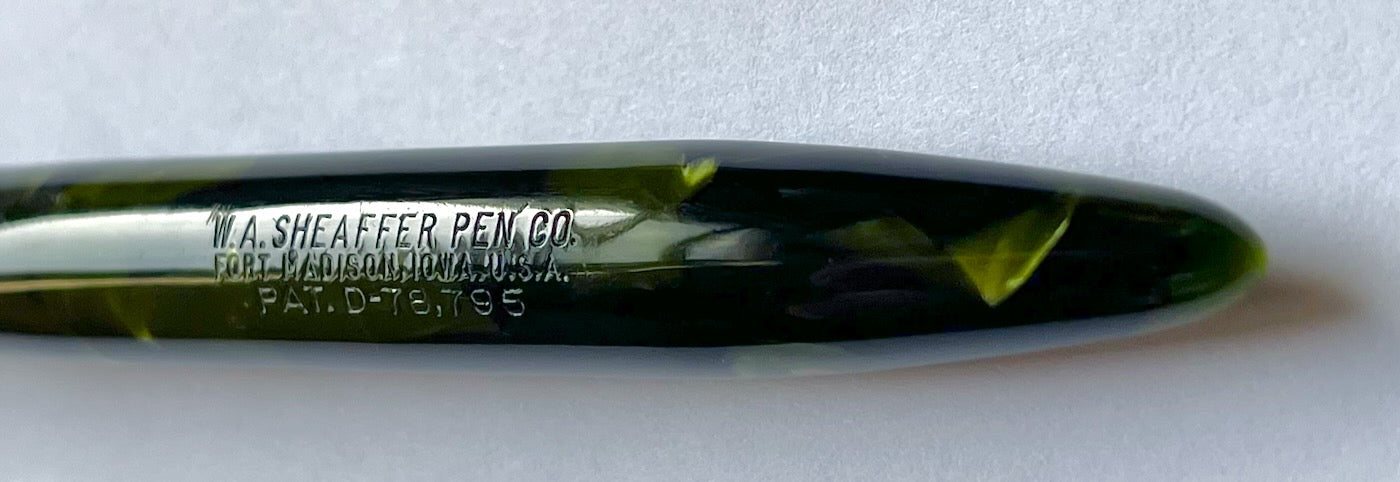 W.A. SHEAFFER PEN CO.
FORT MADISON, IOWA, U.S.A.
PAT. D-78,795